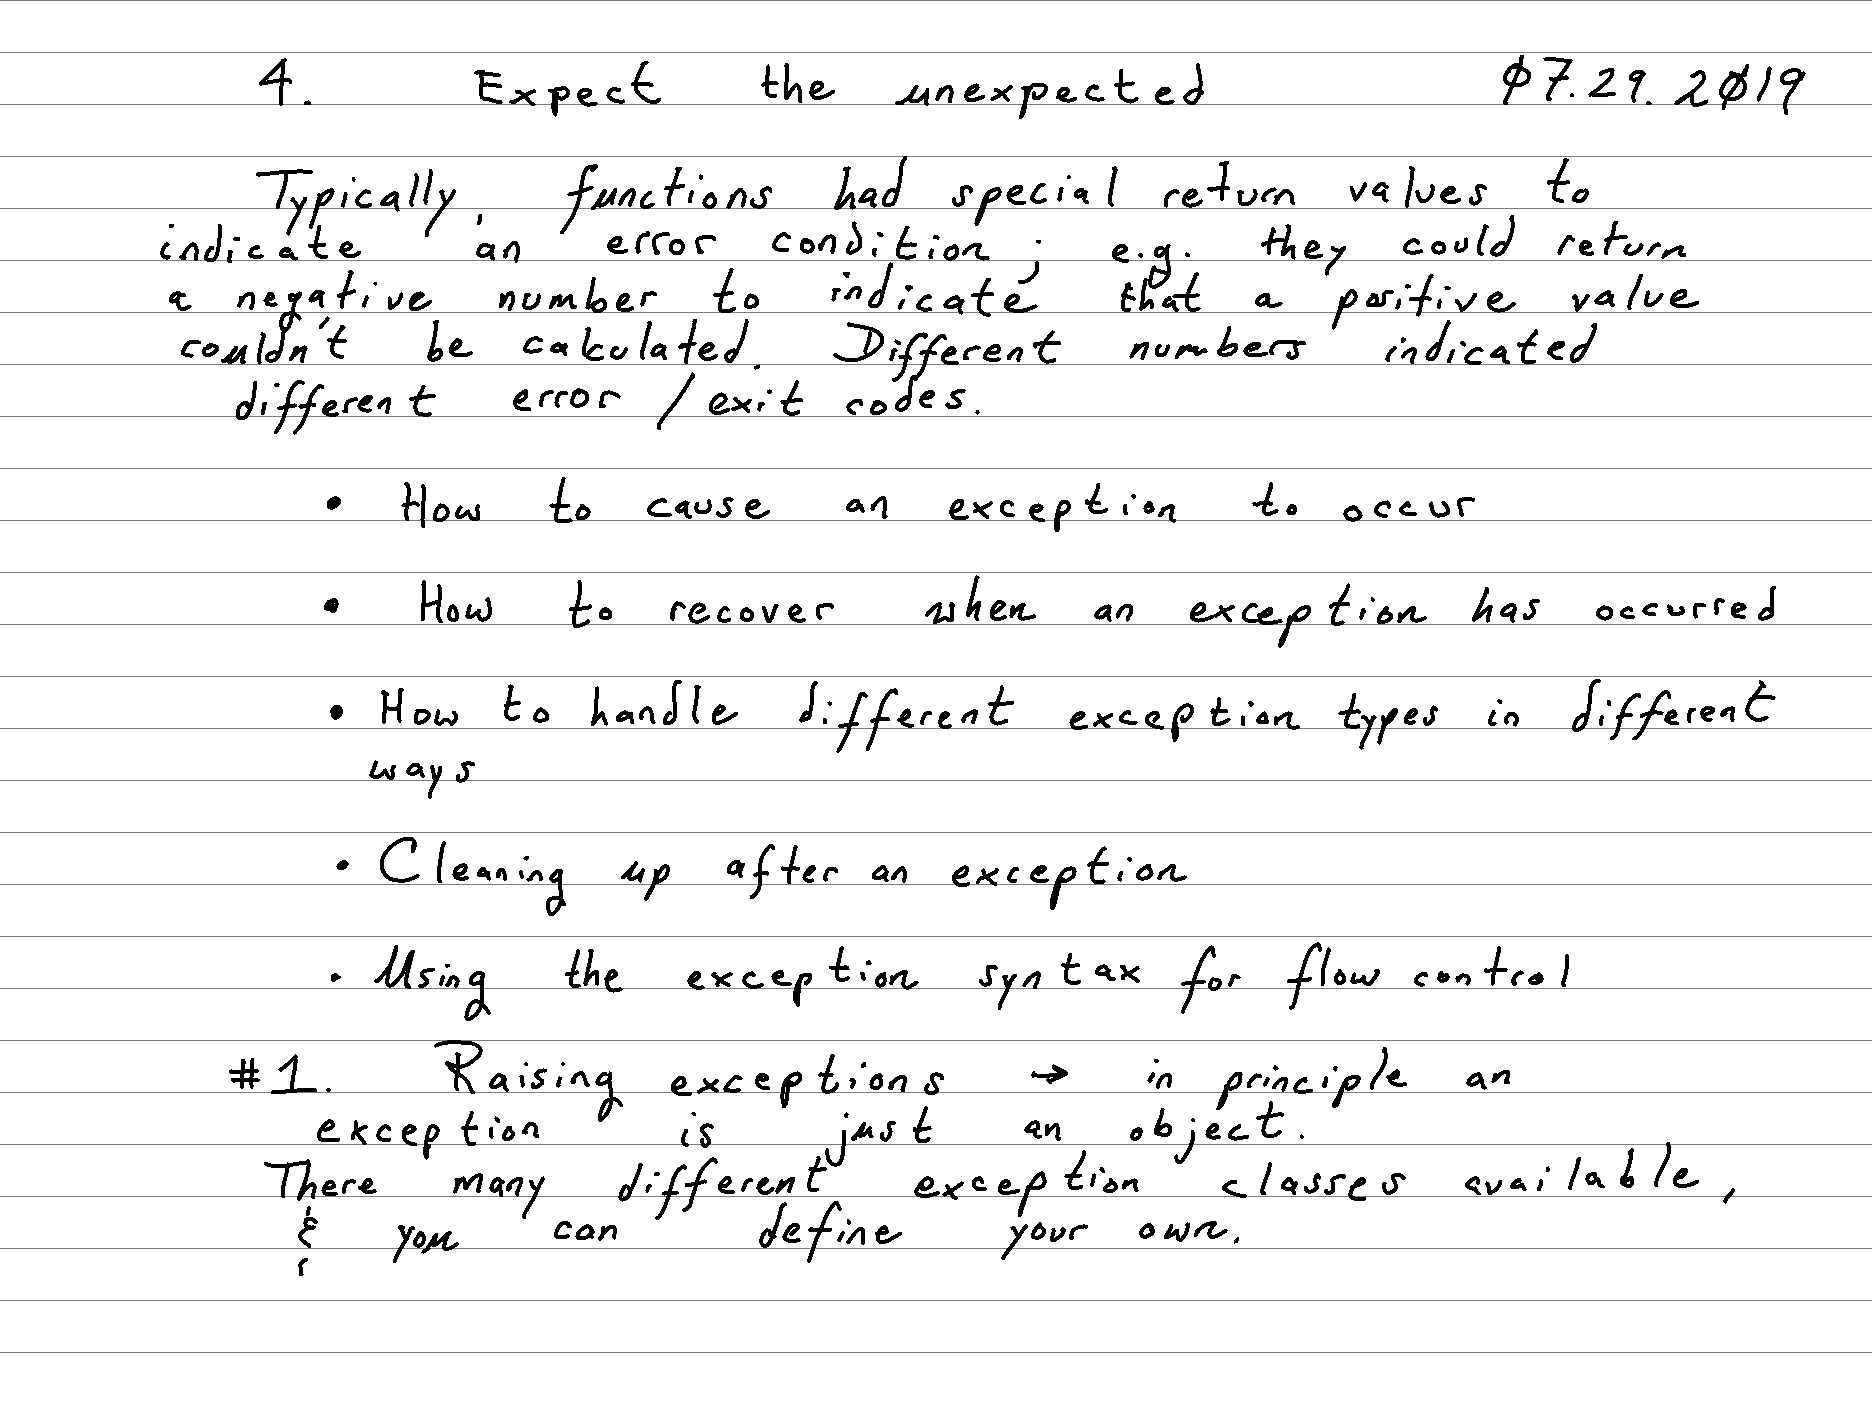 4. Expect the unexpected 07.29.2019
Typically, functions had special return values to
indicate an error condition; e.g. they could return
a negative number to indicate that a positive value
couldn't be calculated. Different numbers indicated
different error / exit codes.
• How to cause an exception to occur
• How to recover when an exception has occurred
• How to handle different exception types in different
ways
• Cleaning up after an exception
• Using the exception syntax for flow control
#1. Raising exceptions → in principle an
exception is just an object.
There many different exception classes available,
& you can define your own.